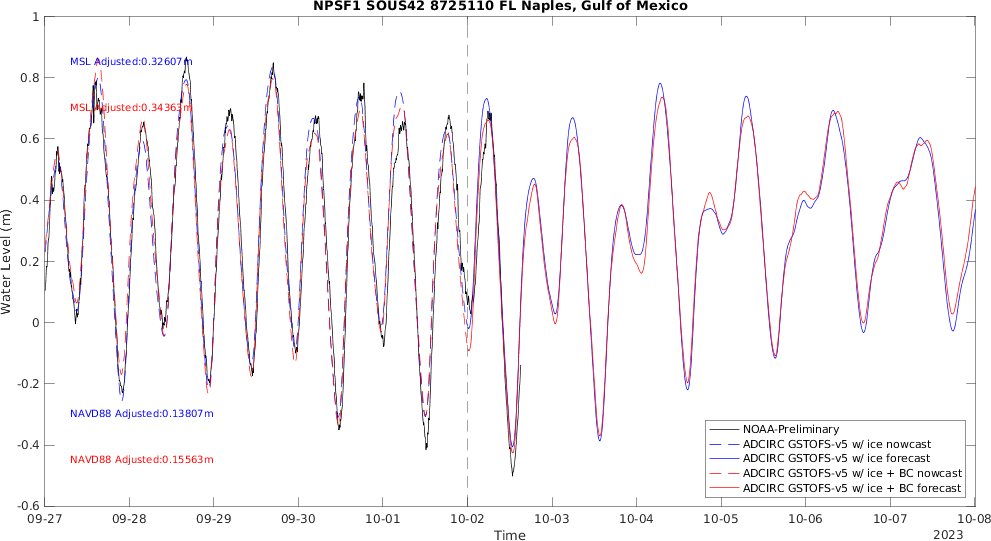 NPSF1 SOUS42 8725110 FL Naples, Gulf of Mexico
1
0.8
0.6
0.4
0.2
0
-0.2
-0.4
-0.6
Water Level (m)
MSL Adjusted:0.32607m
MSL Adjusted:0.34363m
NAVD88 Adjusted:0.13807m
NAVD88 Adjusted:0.15563m
NOAA-Preliminary
ADCIRC GSTOFS-v5 w/ ice nowcast
ADCIRC GSTOFS-v5 w/ ice forecast
ADCIRC GSTOFS-v5 w/ ice + BC nowcast
ADCIRC GSTOFS-v5 w/ ice + BC forecast
09-27 09-28 09-29 09-30 10-01 10-02 10-03 10-04 10-05 10-06 10-07 10-08
Time
2023